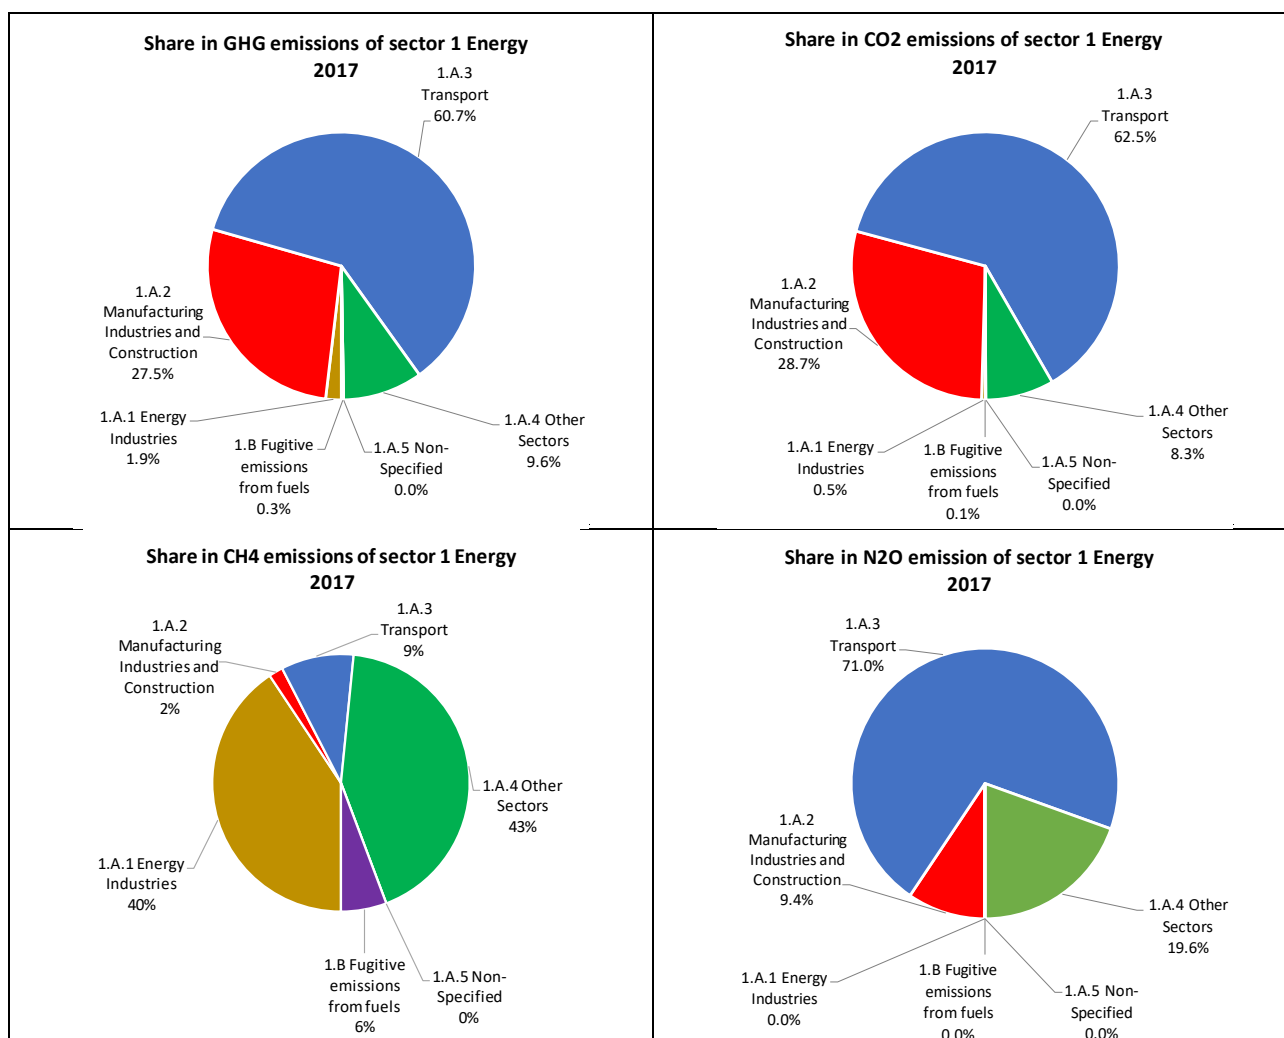 Share in GHG emissions of sector 1 Energy
2017
1.A.3
Transport
60.7%
1.A.2
Manufacturing
Industries and
Construction
27.5%
1.A.1 Energy
Industries
1.9%
1.B Fugitive
emissions
from fuels
0.3%
1.A.5 Non-
Specified
0.0%
1.A.4 Other
Sectors
9.6%
Share in CO2 emissions of sector 1 Energy
2017
1.A.3
Transport
62.5%
1.A.2
Manufacturing
Industries and
Construction
28.7%
1.A.1 Energy
Industries
0.5%
1.B Fugitive
emissions
from fuels
0.1%
1.A.5 Non-
Specified
0.0%
1.A.4 Other
Sectors
8.3%
Share in CH4 emissions of sector 1 Energy
2017
1.A.3
Transport
9%
1.A.2
Manufacturing
Industries and
Construction
2%
1.A.4 Other
Sectors
43%
1.A.1 Energy
Industries
40%
1.B Fugitive
emissions
from fuels
6%
1.A.5 Non-
Specified
0%
Share in N2O emission of sector 1 Energy
2017
1.A.3
Transport
71.0%
1.A.2
Manufacturing
Industries and
Construction
9.4%
1.A.4 Other
Sectors
19.6%
1.A.1 Energy
Industries
0.0%
1.B Fugitive
emissions
from fuels
0.0%
1.A.5 Non-
Specified
0.0%